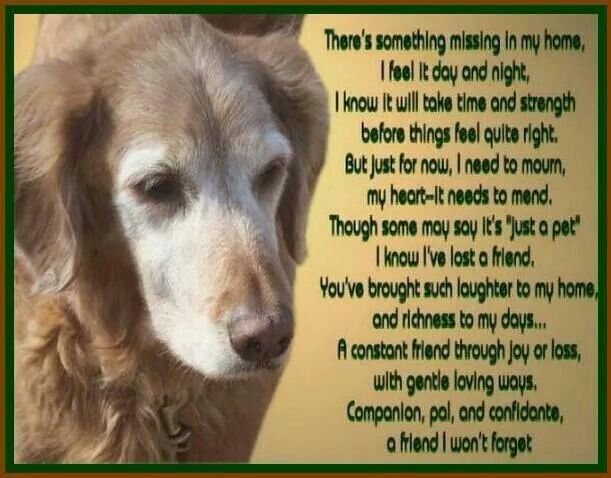 There's something missing in my home,
I feel it day and night,
I know it will take time and strength
before things feel quite right.
But just for now, I need to mourn,
my heart--it needs to mend.
Though some may say it's "just a pet"
I know I've lost a friend.
You've brought such laughter to my home,
and richness to my days...
A constant friend through joy or loss,
with gentle loving ways.
Companion, pal, and confidante,
a friend I won't forget